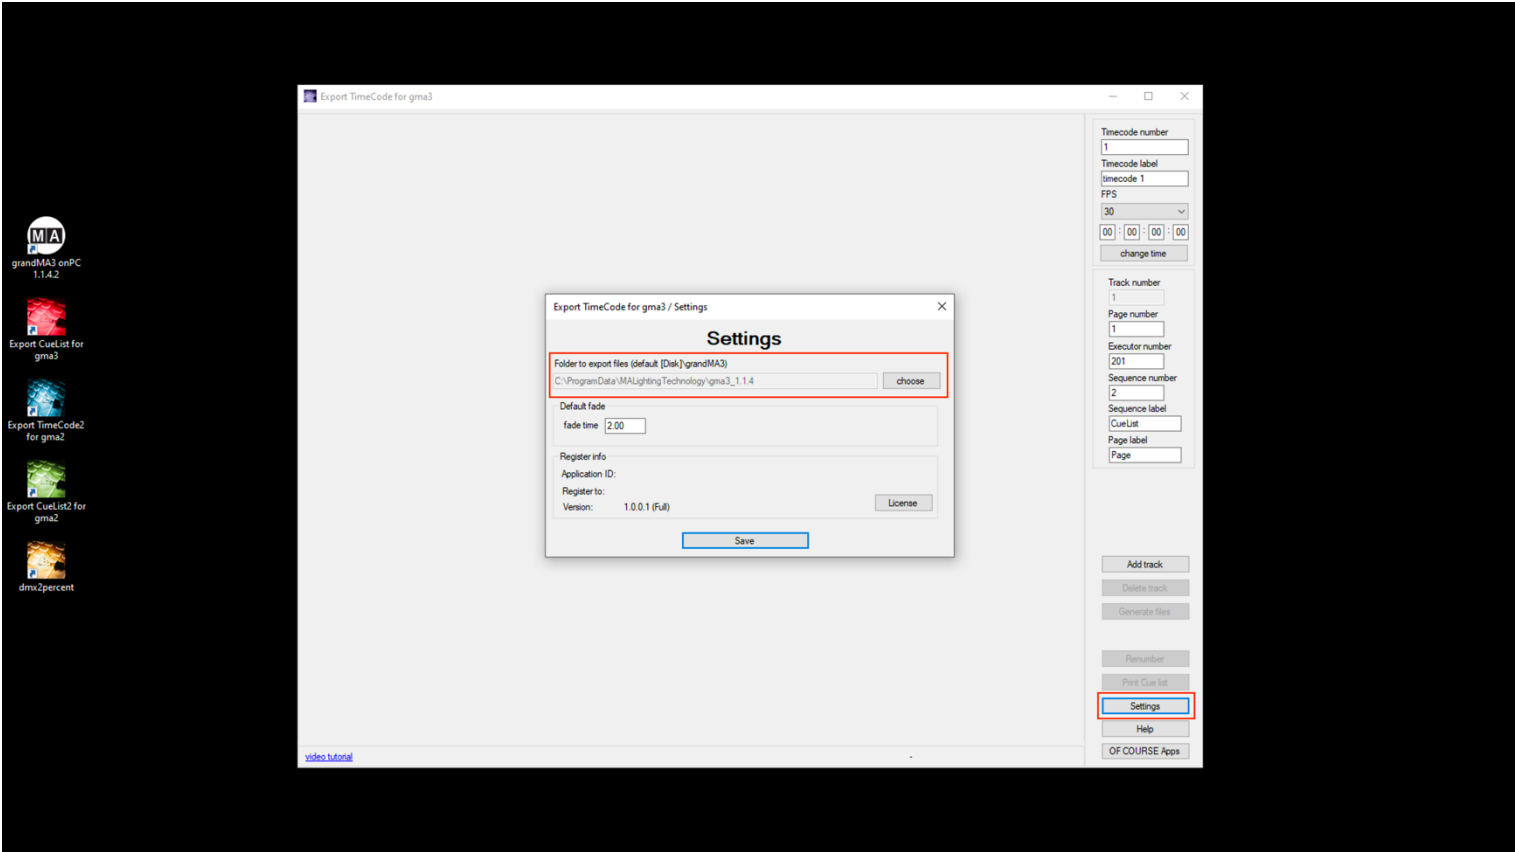 MA
grandMA3 onPC
1.1.4.2
Export CueList for
gma3
Export TimeCode2
for gma2
Export CueList2 for
gma2
dmx2percent
Export TimeCode for gma3
Export TimeCode for gma3 / Settings
Settings
Folder to export files (default [Disk]\grandMA3)
C:\ProgramData\MALightingTechnology\gma3_1.1.4
choose
Default fade
fade time 2.00
Register info
Application ID:
Register to:
Version: 1.0.0.1 (Full)
License
Save
Timecode number
1
Timecode label
timecode 1
FPS
30
00 : 00 : 00 : 00
change time
Track number
1
Page number
1
Executor number
201
Sequence number
2
Sequence label
CueList
Page label
Page
Add track
Delete track
Generate files
Renumber
Print Cue list
Settings
Help
OF COURSE Apps
video tutorial
-